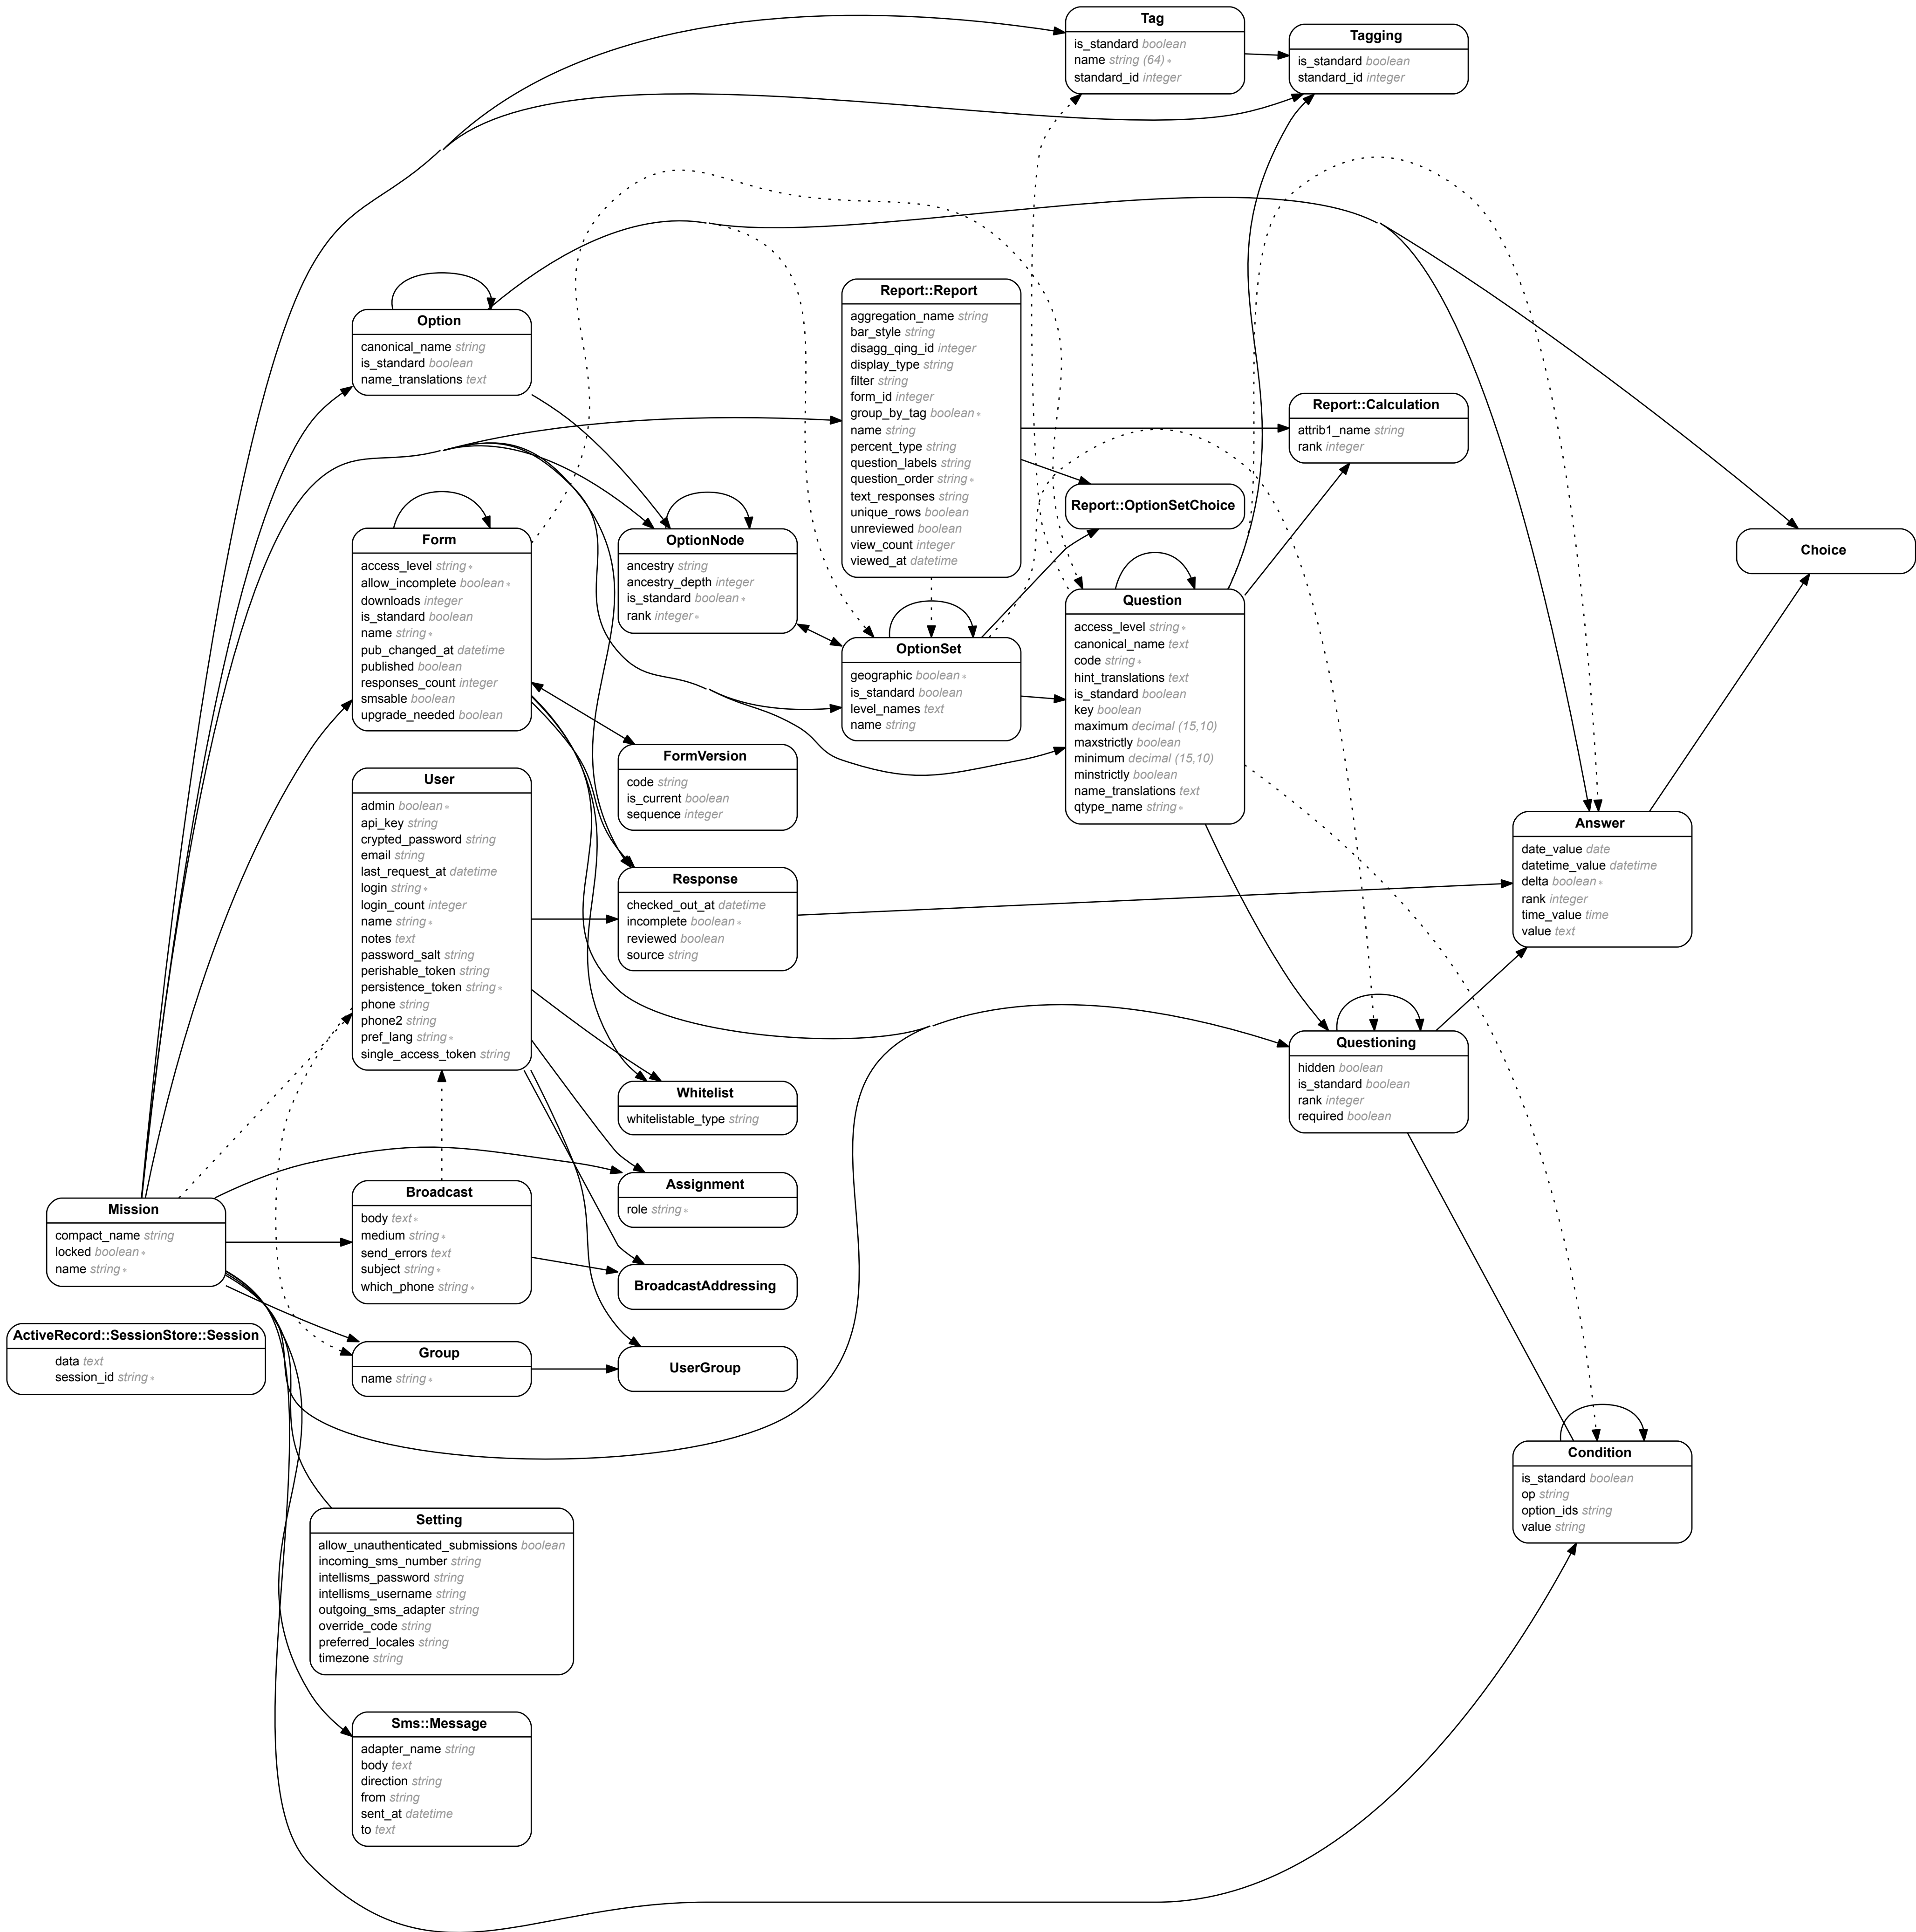 Tag
is_standard boolean
name string (64) ∗
standard_id integer
Tagging
is_standard boolean
standard_id integer
Option
canonical_name string
is_standard boolean
name_translations text
Report::Report
aggregation_name string
bar_style string
disagg_qing_id integer
display_type string
filter string
form_id integer
group_by_tag boolean ∗
name string
percent_type string
question_labels string
question_order string ∗
text_responses string
unique_rows boolean
unreviewed boolean
view_count integer
viewed_at datetime
Report::Calculation
attrib1_name string
rank integer
Report::OptionSetChoice
Form
access_level string ∗
allow_incomplete boolean ∗
downloads integer
is_standard boolean
name string ∗
pub_changed_at datetime
published boolean
responses_count integer
smsable boolean
upgrade_needed boolean
OptionNode
ancestry string
ancestry_depth integer
is_standard boolean ∗
rank integer ∗
Choice
OptionSet
geographic boolean ∗
is_standard boolean
level_names text
name string
Question
access_level string ∗
canonical_name text
code string ∗
hint_translations text
is_standard boolean
key boolean
maximum decimal (15,10)
maxstrictly boolean
minimum decimal (15,10)
minstrictly boolean
name_translations text
qtype_name string ∗
FormVersion
code string
is_current boolean
sequence integer
User
admin boolean ∗
api_key string
crypted_password string
email string
last_request_at datetime
login string ∗
login_count integer
name string ∗
notes text
password_salt string
perishable_token string
persistence_token string ∗
phone string
phone2 string
pref_lang string ∗
single_access_token string
Response
checked_out_at datetime
incomplete boolean ∗
reviewed boolean
source string
Answer
date_value date
datetime_value datetime
delta boolean ∗
rank integer
time_value time
value text
Questioning
hidden boolean
is_standard boolean
rank integer
required boolean
Whitelist
whitelistable_type string
Assignment
role string ∗
Mission
compact_name string
locked boolean ∗
name string ∗
Broadcast
body text ∗
medium string ∗
send_errors text
subject string ∗
which_phone string ∗
BroadcastAddressing
ActiveRecord::SessionStore::Session
data text
session_id string ∗
Group
name string ∗
UserGroup
Condition
is_standard boolean
op string
option_ids string
value string
Setting
allow_unauthenticated_submissions boolean
incoming_sms_number string
intellisms_password string
intellisms_username string
outgoing_sms_adapter string
override_code string
preferred_locales string
timezone string
Sms::Message
adapter_name string
body text
direction string
from string
sent_at datetime
to text